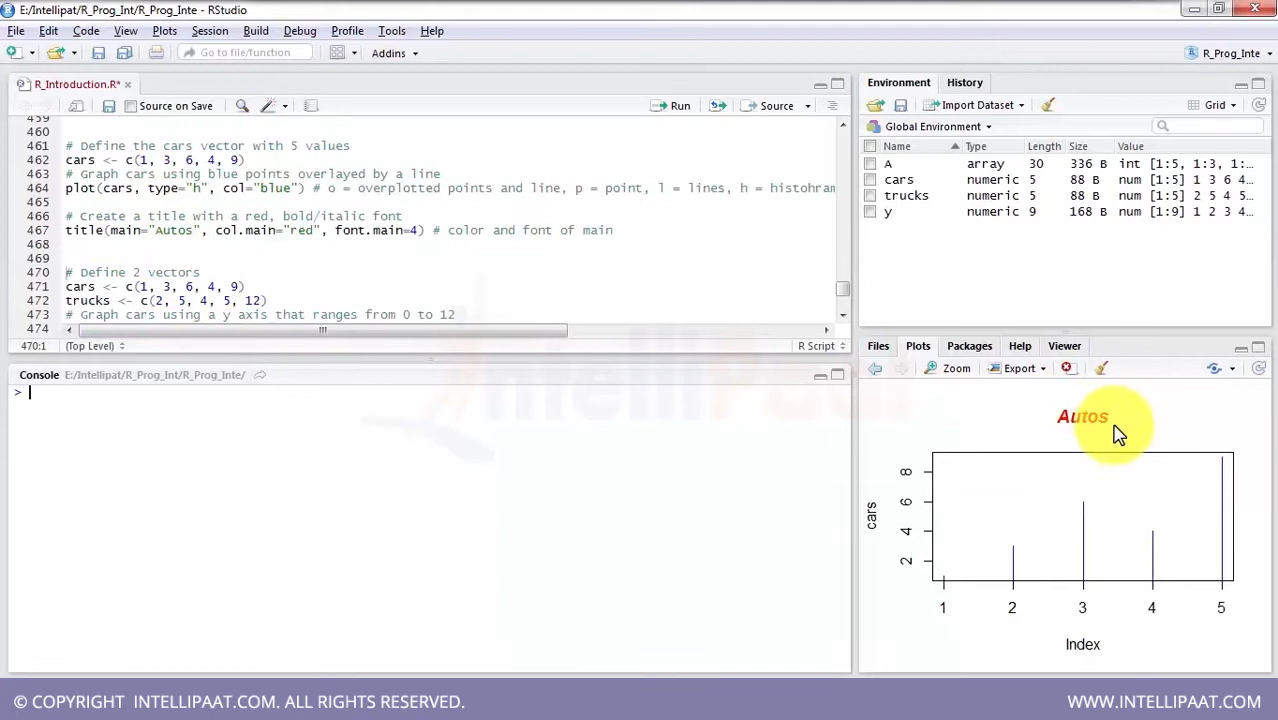 E:/Intellipat/R_Prog_Int/R_Prog_Inte - RStudio
File Edit Code View Plots Session Build Debug Profile Tools Help
Go to file/function Addins R_Prog_Inte
R_Introduction.R*
Source on Save Run Source
459
460
461 # Define the cars vector with 5 values
462 cars <- c(1, 3, 6, 4, 9)
463 # Graph cars using blue points overlayed by a line
464 plot(cars, type="h", col="blue") # o = overplotted points and line, p = point, l = lines, h = histohram
465
466 # Create a title with a red, bold/italic font
467 title(main="Autos", col.main="red", font.main=4) # color and font of main
468
469
470 # Define 2 vectors
471 cars <- c(1, 3, 6, 4, 9)
472 trucks <- c(2, 5, 4, 5, 12)
473 # Graph cars using a y axis that ranges from 0 to 12
474
470:1 (Top Level) R Script
Console E:/Intellipat/R_Prog_Int/R_Prog_Inte/
>
Environment History
Import Dataset Grid
Global Environment
Name Type Length Size Value
A array 30 336 B int [1:5, 1:3, 1:…
cars numeric 5 88 B num [1:5] 1 3 6 4…
trucks numeric 5 88 B num [1:5] 2 5 4 5…
y numeric 9 168 B num [1:9] 1 2 3 4…
Files Plots Packages Help Viewer
Zoom Export
Autos
cars
8
6
4
2
1 2 3 4 5
Index
IntelliPaat
© COPYRIGHT INTELLIPAAT.COM. ALL RIGHTS RESERVED.
WWW.INTELLIPAAT.COM